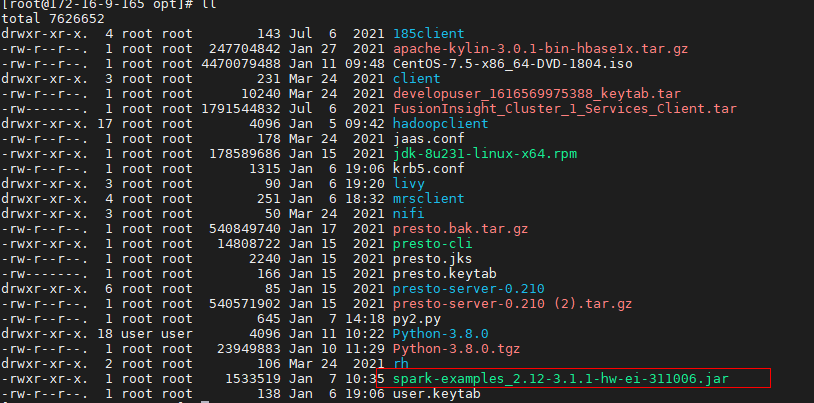 [root@172-16-9-165 opt]# ll
total 7626652
drwxr-xr-x. 4 root root 143 Jul 6 2021 185client
-rw-r--r--. 1 root root 247704842 Jan 27 2021 apache-kylin-3.0.1-bin-hbase1x.tar.gz
-rw-r--r--. 1 root root 4470079488 Jan 11 09:48 CentOS-7.5-x86_64-DVD-1804.iso
drwxr-xr-x. 3 root root 231 Mar 24 2021 client
-rw-r--r--. 1 root root 10240 Mar 24 2021 developuser_1616569975388_keytab.tar
-rw-------. 1 root root 1791544832 Jul 6 2021 FusionInsight_Cluster_1_Services_Client.tar
drwxr-xr-x. 17 root root 4096 Jan 5 09:42 hadoopclient
-rw-r--r--. 1 root root 178 Mar 24 2021 jaas.conf
-rw-r--r--. 1 root root 178589686 Jan 15 2021 jdk-8u231-linux-x64.rpm
-rw-r--r--. 1 root root 1315 Jan 6 19:06 krb5.conf
drwxr-xr-x. 3 root root 90 Jan 6 19:20 livy
drwxr-xr-x. 4 root root 251 Jan 6 18:32 mrsclient
drwxr-xr-x. 3 root root 50 Mar 24 2021 nifi
-rw-r--r--. 1 root root 540849740 Jan 17 2021 presto.bak.tar.gz
-rwxr-xr-x. 1 root root 14808722 Jan 15 2021 presto-cli
-rw-r--r--. 1 root root 2240 Jan 15 2021 presto.jks
-rw-------. 1 root root 166 Jan 15 2021 presto.keytab
drwxr-xr-x. 6 root root 85 Jan 15 2021 presto-server-0.210
-rw-r--r--. 1 root root 540571902 Jan 15 2021 presto-server-0.210 (2).tar.gz
-rw-r--r--. 1 root root 645 Jan 7 14:18 py2.py
drwxr-xr-x. 18 user user 4096 Jan 11 10:22 Python-3.8.0
-rw-r--r--. 1 root root 23949883 Jan 10 11:29 Python-3.8.0.tgz
drwxr-xr-x. 2 root root 106 Mar 24 2021 rh
-rwxr-xr-x. 1 root root 1533519 Jan 7 10:35 spark-examples_2.12-3.1.1-hw-ei-311006.jar
-rw-r--r--. 1 root root 138 Jan 6 19:06 user.keytab